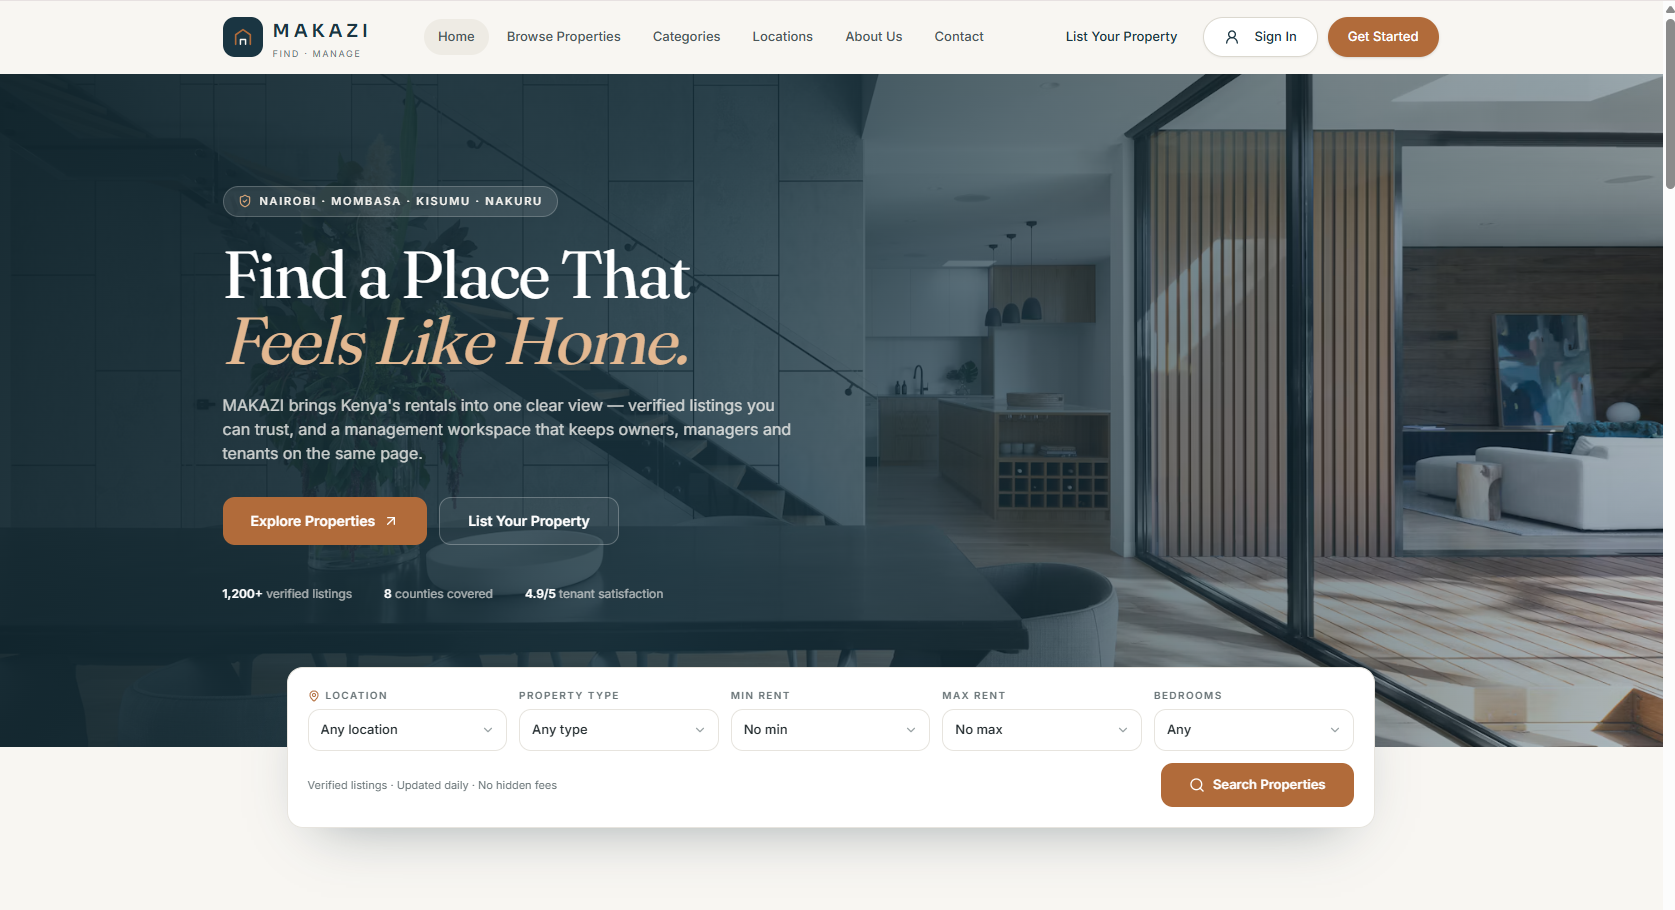 MAKAZI
FIND · MANAGE
Home
Browse Properties
Categories
Locations
About Us
Contact
List Your Property
Sign In
Get Started
NAIROBI · MOMBASA · KISUMU · NAKURU
Find a Place That
Feels Like Home.
MAKAZI brings Kenya's rentals into one clear view — verified listings you
can trust, and a management workspace that keeps owners, managers and
tenants on the same page.
Explore Properties
List Your Property
1,200+ verified listings
8 counties covered
4.9/5 tenant satisfaction
LOCATION
Any location
PROPERTY TYPE
Any type
MIN RENT
No min
MAX RENT
No max
BEDROOMS
Any
Verified listings · Updated daily · No hidden fees
Search Properties